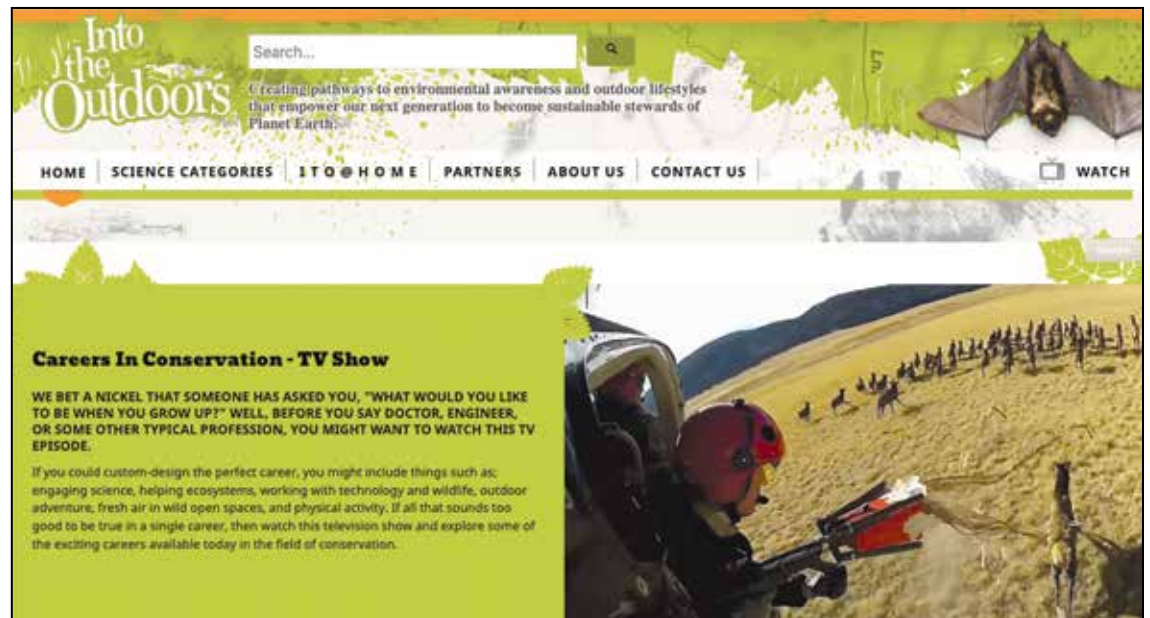 Into
the
Outdoors
Search...
Creating pathways to environmental awareness and outdoor lifestyles
that empower our next generation to become sustainable stewards of
Planet Earth.
HOME SCIENCE CATEGORIES I T O @ H O M E PARTNERS ABOUT US CONTACT US WATCH
Careers In Conservation - TV Show
WE BET A NICKEL THAT SOMEONE HAS ASKED YOU, "WHAT WOULD YOU LIKE
TO BE WHEN YOU GROW UP?" WELL, BEFORE YOU SAY DOCTOR, ENGINEER,
OR SOME OTHER TYPICAL PROFESSION, YOU MIGHT WANT TO WATCH THIS TV
EPISODE.
If you could custom-design the perfect career, you might include things such as;
engaging science, helping ecosystems, working with technology and wildlife, outdoor
adventure, fresh air in wild open spaces, and physical activity. If all that sounds too
good to be true in a single career, then watch this television show and explore some of
the exciting careers available today in the field of conservation.